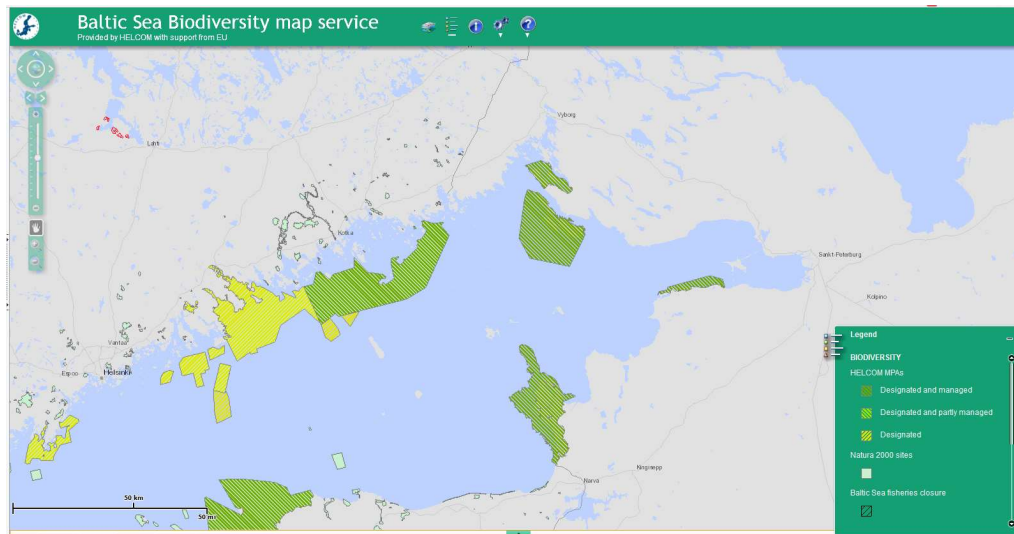 Baltic Sea Biodiversity map service
Provided by HELCOM with support from EU
Vyborg
Lahti
Kotka
Sankt-Peterburg
Kolpino
Vantaa
Espoo
Helsinki
Kingisepp
Narva
50 km
50 mi
Legend
BIODIVERSITY
HELCOM MPAs
Designated and managed
Designated and partly managed
Designated
Natura 2000 sites
Baltic Sea fisheries closure